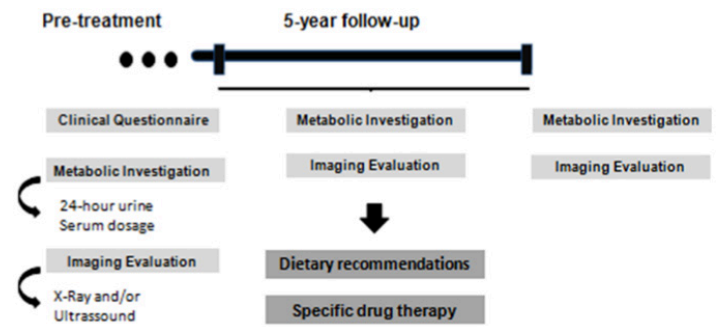 Pre-treatment
5-year follow-up
Clinical Questionnaire
Metabolic Investigation
Metabolic Investigation
Metabolic Investigation
Imaging Evaluation
Imaging Evaluation
24-hour urine
Serum dosage
Imaging Evaluation
Dietary recommendations
X-Ray and/or
Ultrassound
Specific drug therapy